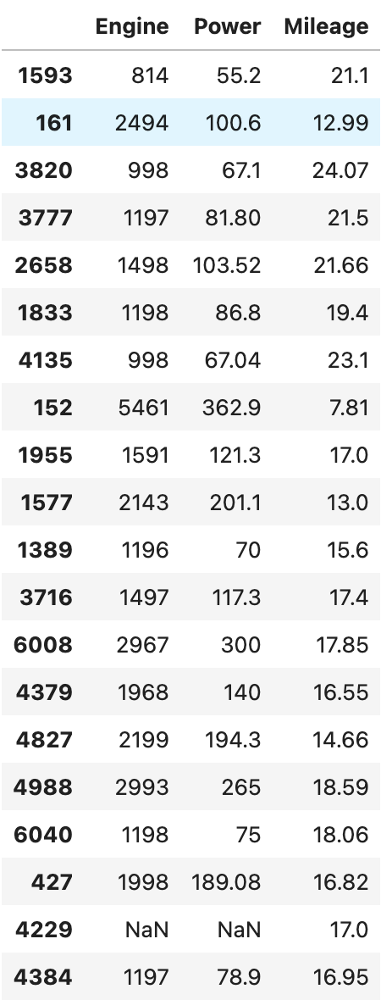 Engine Power Mileage
1593 814 55.2 21.1
161 2494 100.6 12.99
3820 998 67.1 24.07
3777 1197 81.80 21.5
2658 1498 103.52 21.66
1833 1198 86.8 19.4
4135 998 67.04 23.1
152 5461 362.9 7.81
1955 1591 121.3 17.0
1577 2143 201.1 13.0
1389 1196 70 15.6
3716 1497 117.3 17.4
6008 2967 300 17.85
4379 1968 140 16.55
4827 2199 194.3 14.66
4988 2993 265 18.59
6040 1198 75 18.06
427 1998 189.08 16.82
4229 NaN NaN 17.0
4384 1197 78.9 16.95